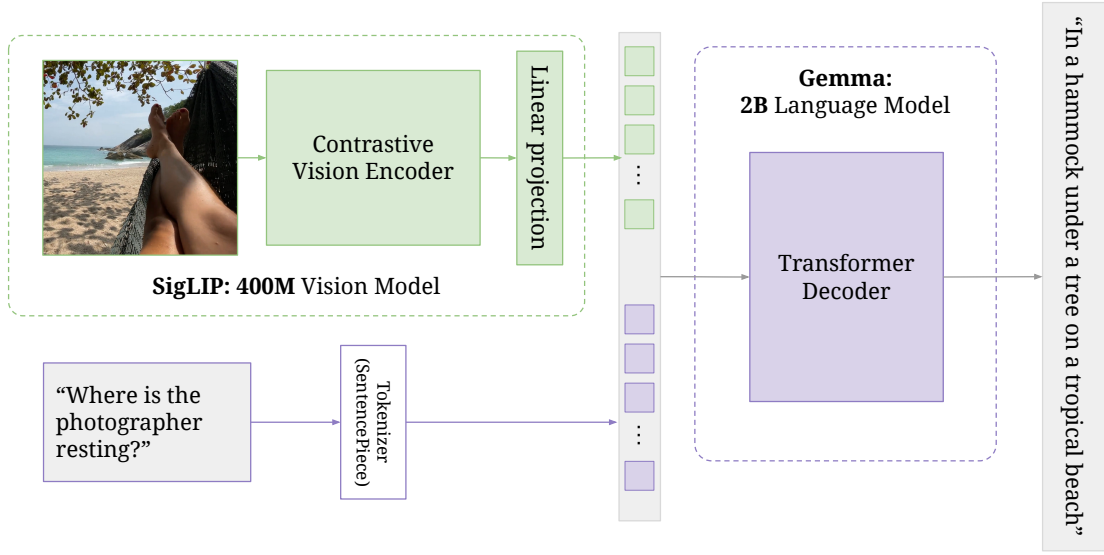 Contrastive
Vision Encoder
Linear projection
SigLIP: 400M Vision Model
“Where is the
photographer
resting?”
Tokenizer
(SentencePiece)
...
...
Gemma:
2B Language Model
Transformer
Decoder
“In a hammock under a tree on a tropical beach”